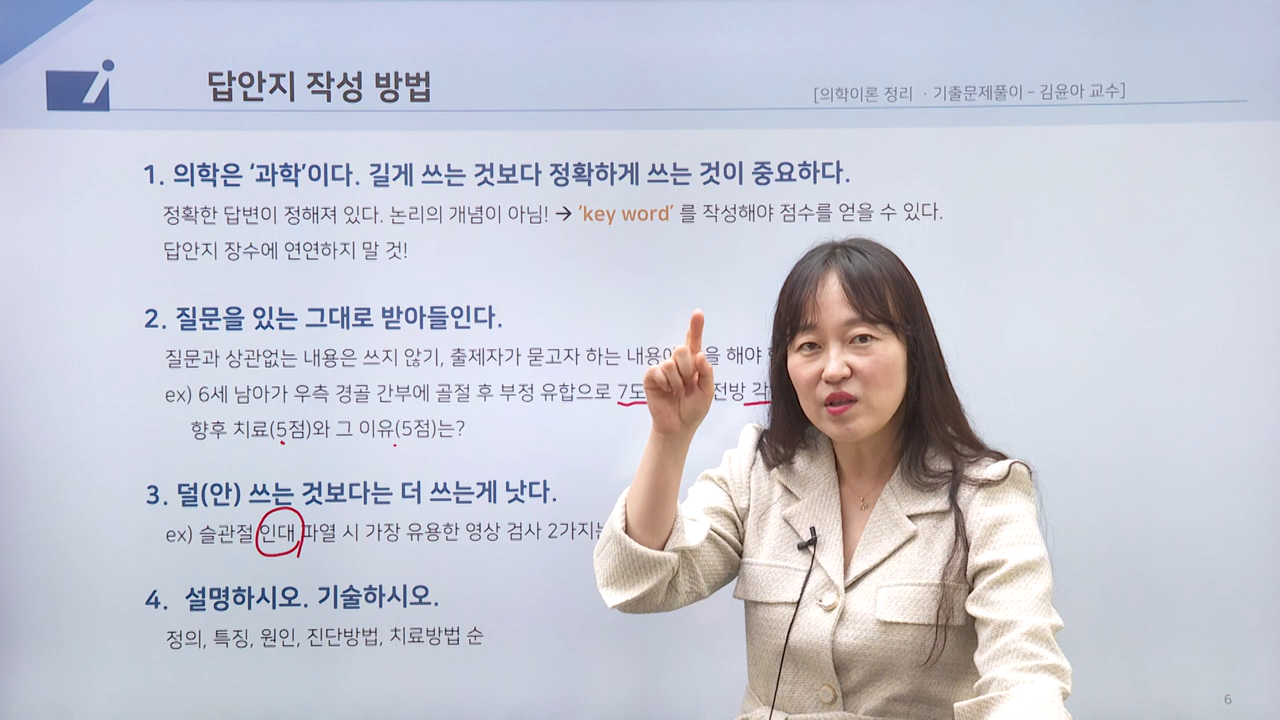 답안지 작성 방법
[의학이론 정리 · 기출문제풀이 – 김윤아 교수]
1. 의학은 ‘과학’이다. 길게 쓰는 것보다 정확하게 쓰는 것이 중요하다.
정확한 답변이 정해져 있다. 논리의 개념이 아님! → ‘key word’ 를 작성해야 점수를 얻을 수 있다.
답안지 장수에 연연하지 말 것!
2. 질문을 있는 그대로 받아들인다.
질문과 상관없는 내용은 쓰지 않기, 출제자가 묻고자 하는 내용에 을 해야
ex) 6세 남아가 우측 경골 간부에 골절 후 부정 유합으로 7도 전방 각
향후 치료(5점)와 그 이유(5점)는?
3. 덜(안) 쓰는 것보다는 더 쓰는게 낫다.
ex) 슬관절 인대 파열 시 가장 유용한 영상 검사 2가지는
4. 설명하시오. 기술하시오.
정의, 특징, 원인, 진단방법, 치료방법 순
6